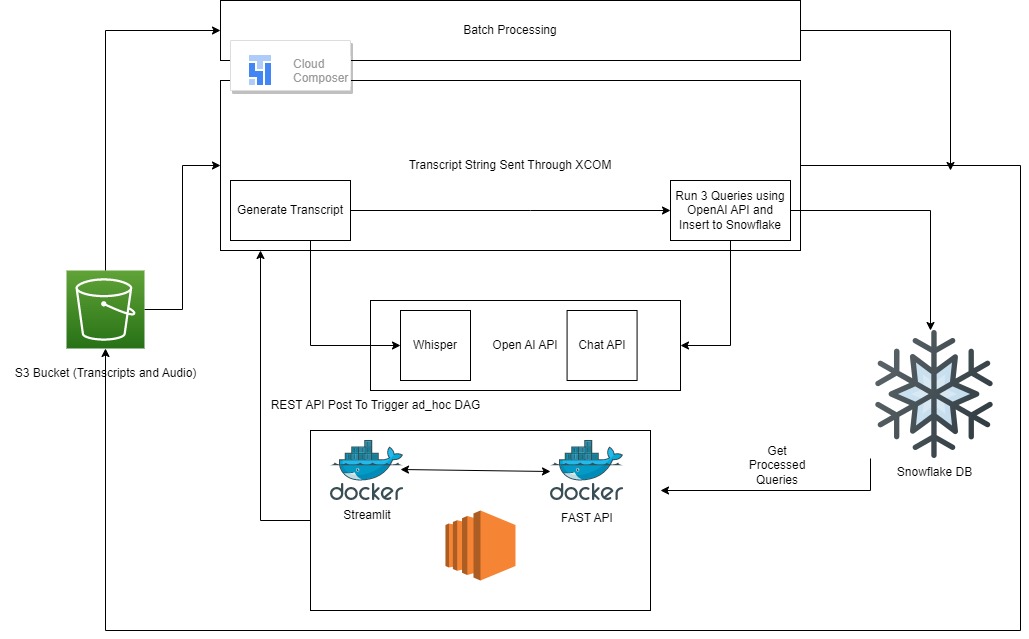 Batch Processing
Cloud
Composer
Transcript String Sent Through XCOM
Generate Transcript
Run 3 Queries using
OpenAI API and
Insert to Snowflake
Whisper
Open AI API
Chat API
S3 Bucket (Transcripts and Audio)
REST API Post To Trigger ad_hoc DAG
docker
Streamlit
docker
FAST API
Get
Processed
Queries
Snowflake DB